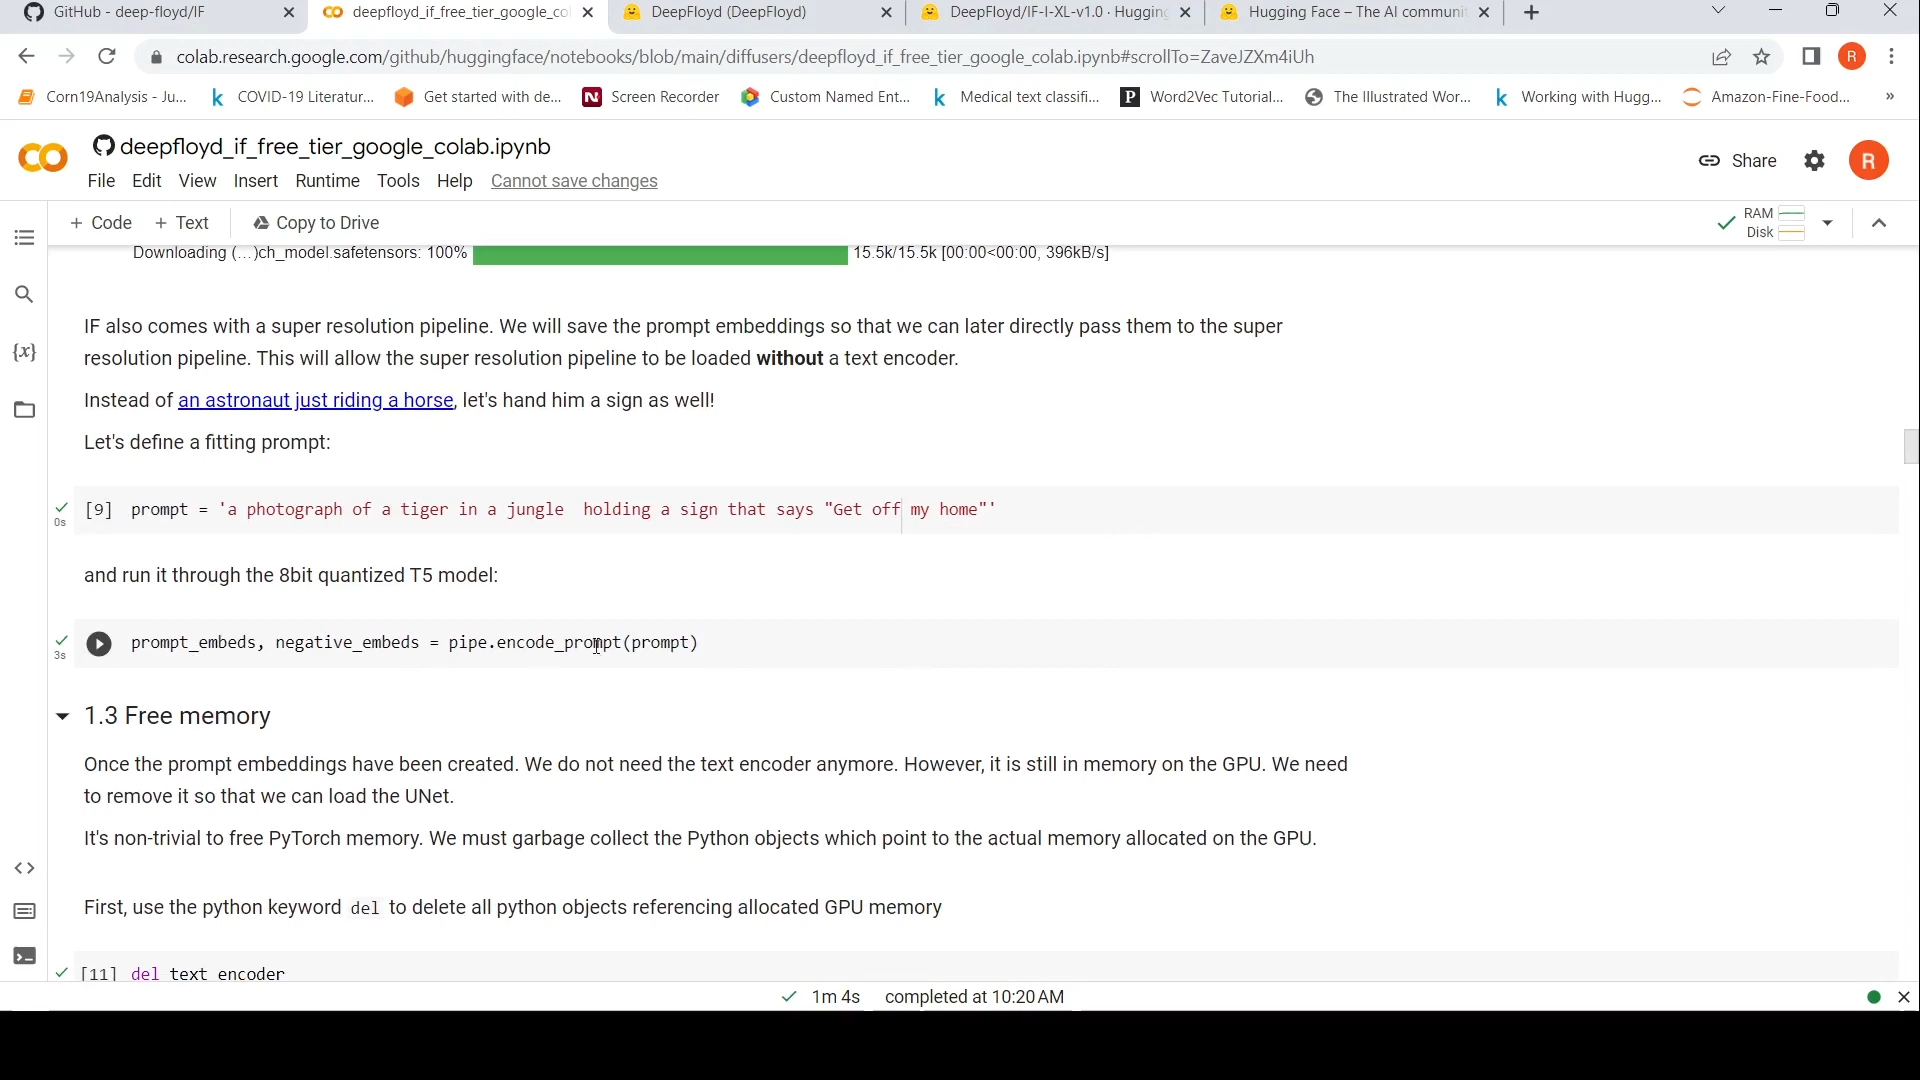 GitHub - deep-floyd/IF
deepfloyd_if_free_tier_google_co
DeepFloyd (DeepFloyd)
DeepFloyd/IF-I-XL-v1.0 · Hugging
Hugging Face – The AI communit
colab.research.google.com/github/huggingface/notebooks/blob/main/diffusers/deepfloyd_if_free_tier_google_colab.ipynb#scrollTo=ZaveJZXm4iUh
R
Corn19Analysis - Ju...
COVID-19 Literatur...
Get started with de...
Screen Recorder
Custom Named Ent...
Medical text classifi...
Word2Vec Tutorial...
The Illustrated Wor...
Working with Hugg...
Amazon-Fine-Food...
»
deepfloyd_if_free_tier_google_colab.ipynb
File Edit View Insert Runtime Tools Help Cannot save changes
Share
R
+ Code + Text Copy to Drive
RAM
Disk
Downloading (…)ch_model.safetensors: 100% 15.5k/15.5k [00:00<00:00, 396kB/s]
IF also comes with a super resolution pipeline. We will save the prompt embeddings so that we can later directly pass them to the super
resolution pipeline. This will allow the super resolution pipeline to be loaded without a text encoder.
Instead of an astronaut just riding a horse, let's hand him a sign as well!
Let's define a fitting prompt:
[9] prompt = 'a photograph of a tiger in a jungle  holding a sign that says "Get off my home"'
0s
and run it through the 8bit quantized T5 model:
prompt_embeds, negative_embeds = pipe.encode_prompt(prompt)
3s
1.3 Free memory
Once the prompt embeddings have been created. We do not need the text encoder anymore. However, it is still in memory on the GPU. We need
to remove it so that we can load the UNet.
It's non-trivial to free PyTorch memory. We must garbage collect the Python objects which point to the actual memory allocated on the GPU.
First, use the python keyword del to delete all python objects referencing allocated GPU memory
[11] del text_encoder
1m 4s completed at 10:20 AM